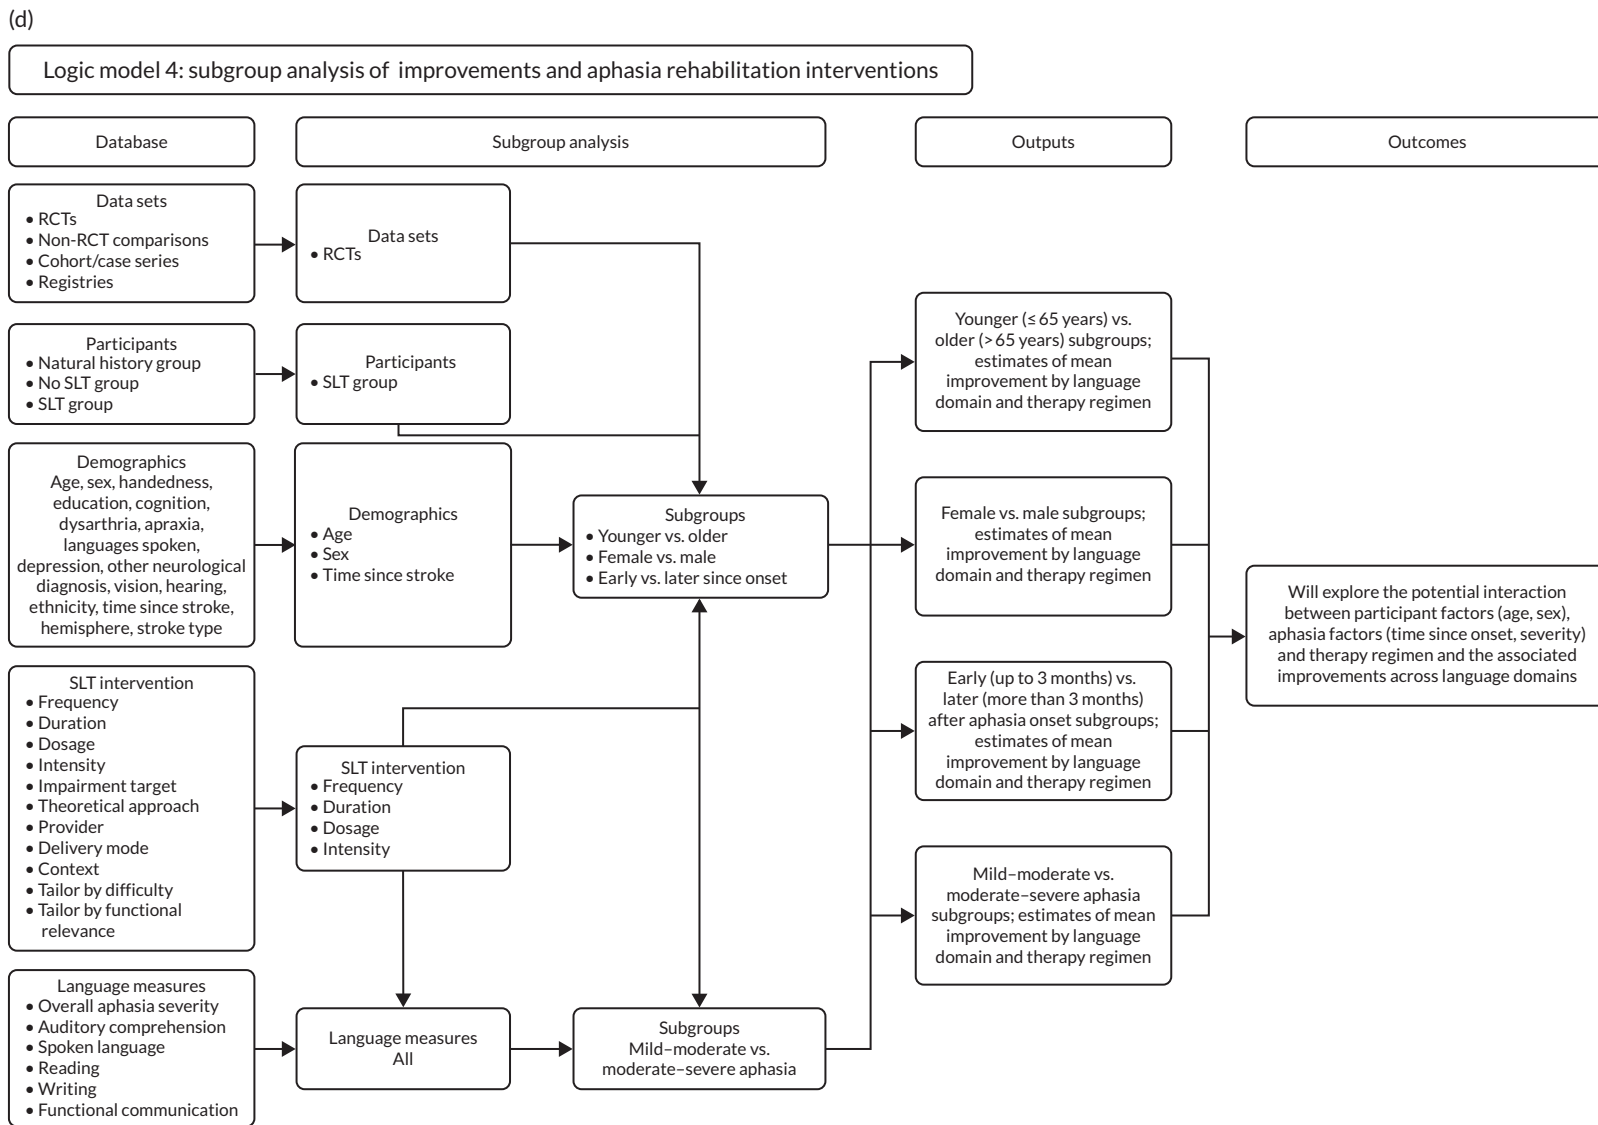 (d)
Logic model 4: subgroup analysis of improvements and aphasia rehabilitation interventions
Database
Subgroup analysis
Outputs
Outcomes
Data sets
• RCTs
• Non-RCT comparisons
• Cohort/case series
• Registries
Data sets
• RCTs
Participants
• Natural history group
• No SLT group
• SLT group
Participants
• SLT group
Demographics
Age, sex, handedness,
education, cognition,
dysarthria, apraxia,
languages spoken,
depression, other neurological
diagnosis, vision, hearing,
ethnicity, time since stroke,
hemisphere, stroke type
Demographics
• Age
• Sex
• Time since stroke
Subgroups
• Younger vs. older
• Female vs. male
• Early vs. later since onset
SLT intervention
• Frequency
• Duration
• Dosage
• Intensity
• Impairment target
• Theoretical approach
• Provider
• Delivery mode
• Context
• Tailor by difficulty
• Tailor by functional
relevance
SLT intervention
• Frequency
• Duration
• Dosage
• Intensity
Language measures
• Overall aphasia severity
• Auditory comprehension
• Spoken language
• Reading
• Writing
• Functional communication
Language measures
All
Subgroups
Mild–moderate vs.
moderate–severe aphasia
Younger (≤ 65 years) vs.
older (> 65 years) subgroups;
estimates of mean
improvement by language
domain and therapy regimen
Female vs. male subgroups;
estimates of mean
improvement by language
domain and therapy regimen
Early (up to 3 months) vs.
later (more than 3 months)
after aphasia onset subgroups;
estimates of mean
improvement by language
domain and therapy regimen
Mild–moderate vs.
moderate–severe aphasia
subgroups; estimates of mean
improvement by language
domain and therapy regimen
Will explore the potential interaction
between participant factors (age, sex),
aphasia factors (time since onset, severity)
and therapy regimen and the associated
improvements across language domains